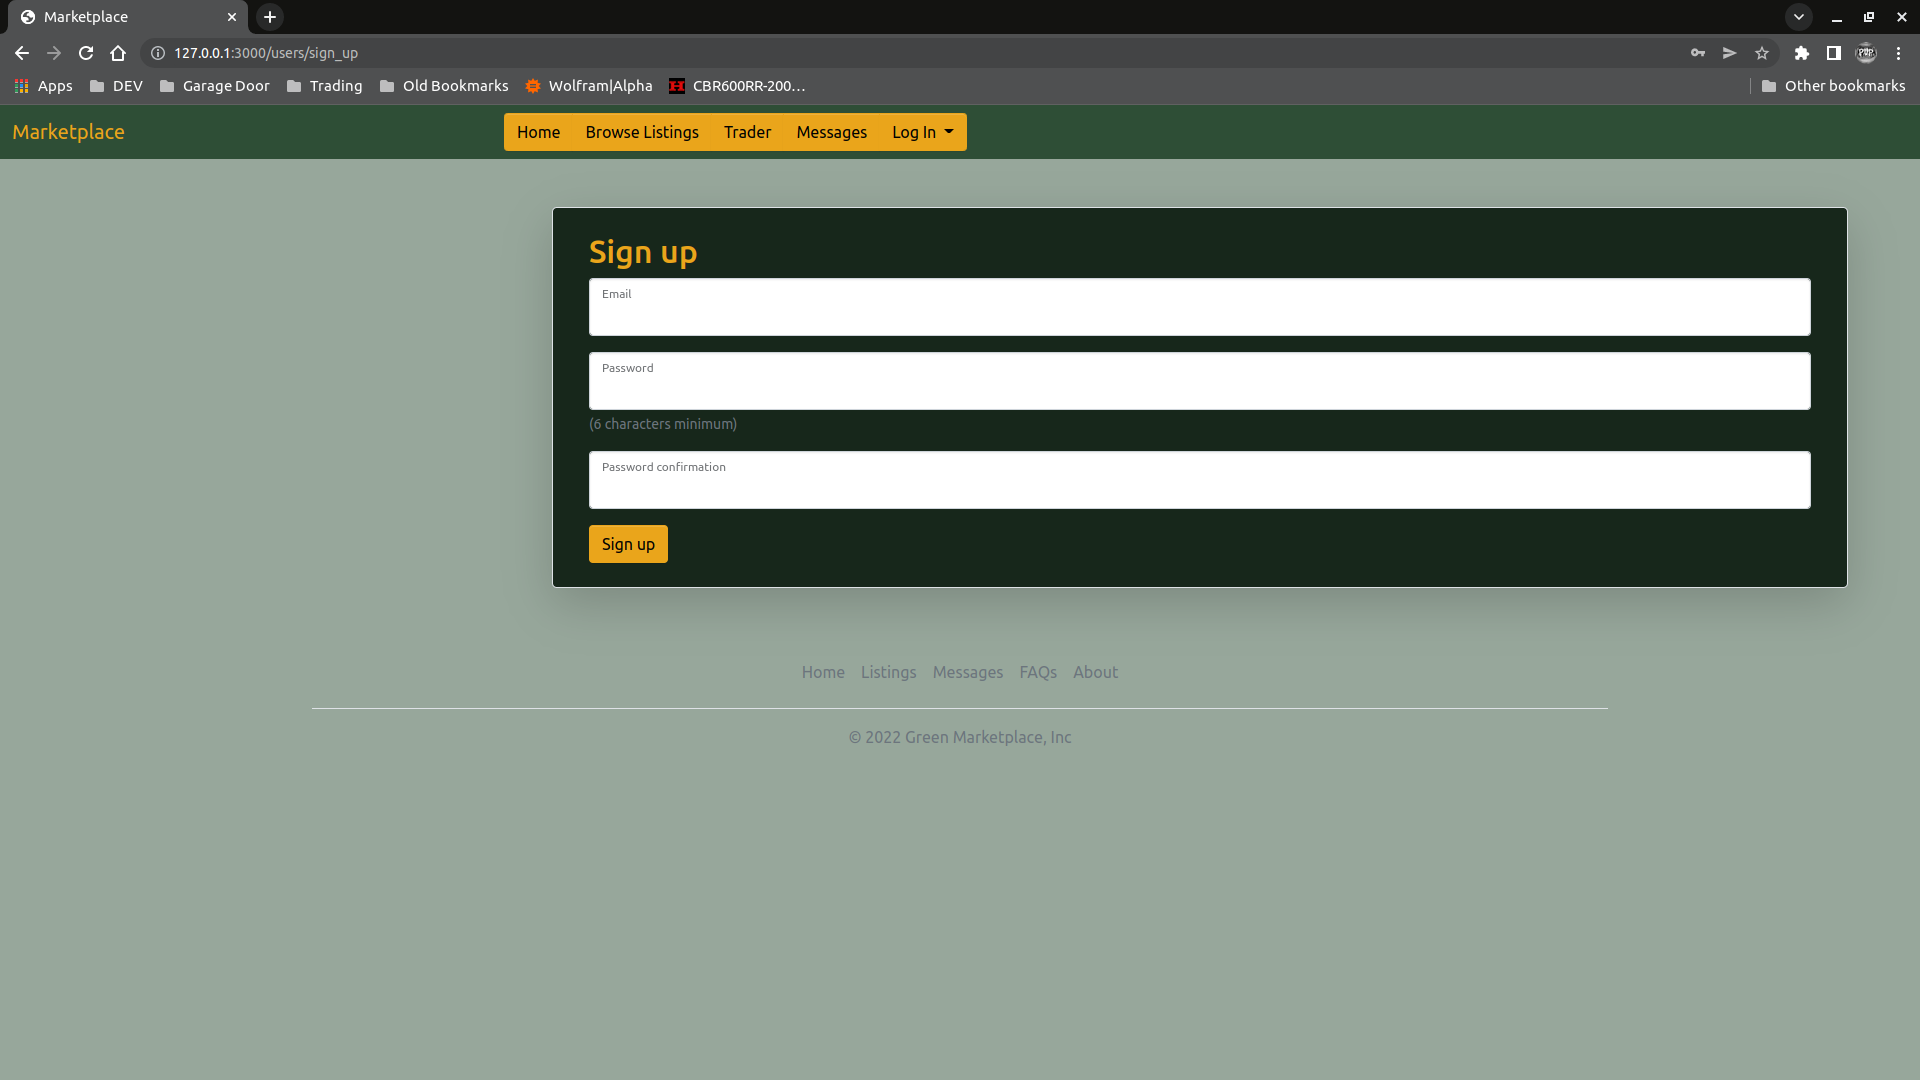 Marketplace
127.0.0.1:3000/users/sign_up
Apps DEV Garage Door Trading Old Bookmarks Wolfram|Alpha CBR600RR-200... Other bookmarks
Marketplace Home Browse Listings Trader Messages Log In
Sign up
Email
Password
(6 characters minimum)
Password confirmation
Sign up
Home Listings Messages FAQs About
© 2022 Green Marketplace, Inc